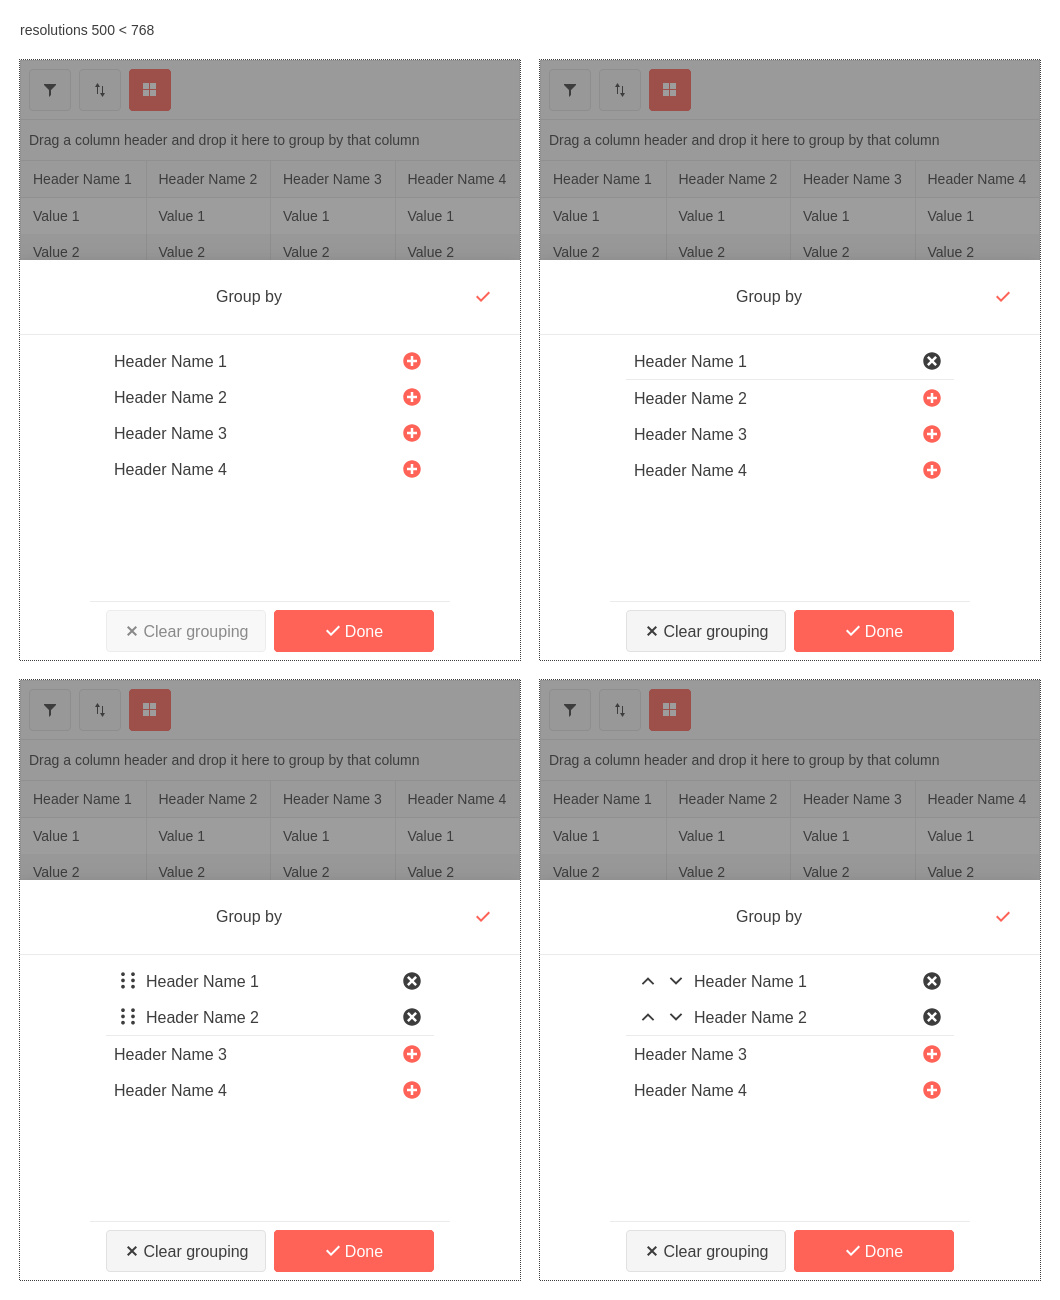 resolutions 500 < 768
Drag a column header and drop it here to group by that column
Header Name 1 Header Name 2 Header Name 3 Header Name 4
Value 1 Value 1 Value 1 Value 1
Value 2 Value 2 Value 2 Value 2
Group by
Header Name 1
Header Name 2
Header Name 3
Header Name 4
Clear grouping Done
Drag a column header and drop it here to group by that column
Header Name 1 Header Name 2 Header Name 3 Header Name 4
Value 1 Value 1 Value 1 Value 1
Value 2 Value 2 Value 2 Value 2
Group by
Header Name 1
Header Name 2
Header Name 3
Header Name 4
Clear grouping Done
Drag a column header and drop it here to group by that column
Header Name 1 Header Name 2 Header Name 3 Header Name 4
Value 1 Value 1 Value 1 Value 1
Value 2 Value 2 Value 2 Value 2
Group by
Header Name 1
Header Name 2
Header Name 3
Header Name 4
Clear grouping Done
Drag a column header and drop it here to group by that column
Header Name 1 Header Name 2 Header Name 3 Header Name 4
Value 1 Value 1 Value 1 Value 1
Value 2 Value 2 Value 2 Value 2
Group by
Header Name 1
Header Name 2
Header Name 3
Header Name 4
Clear grouping Done